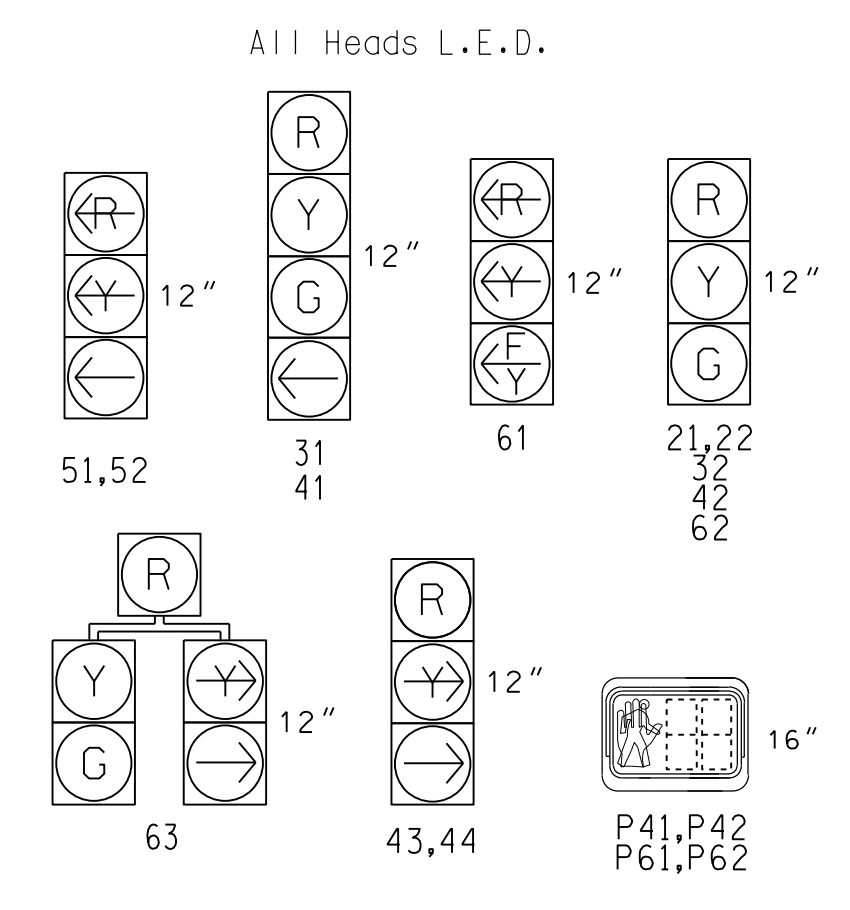 All Heads L.E.D.
R
Y
12"
51,52
R
Y
G
12"
31
41
R
Y
F
Y
12"
61
R
Y
G
12"
21,22
32
42
62
R
Y
G
Y
12"
63
R
Y
12"
43,44
16"
P41,P42
P61,P62